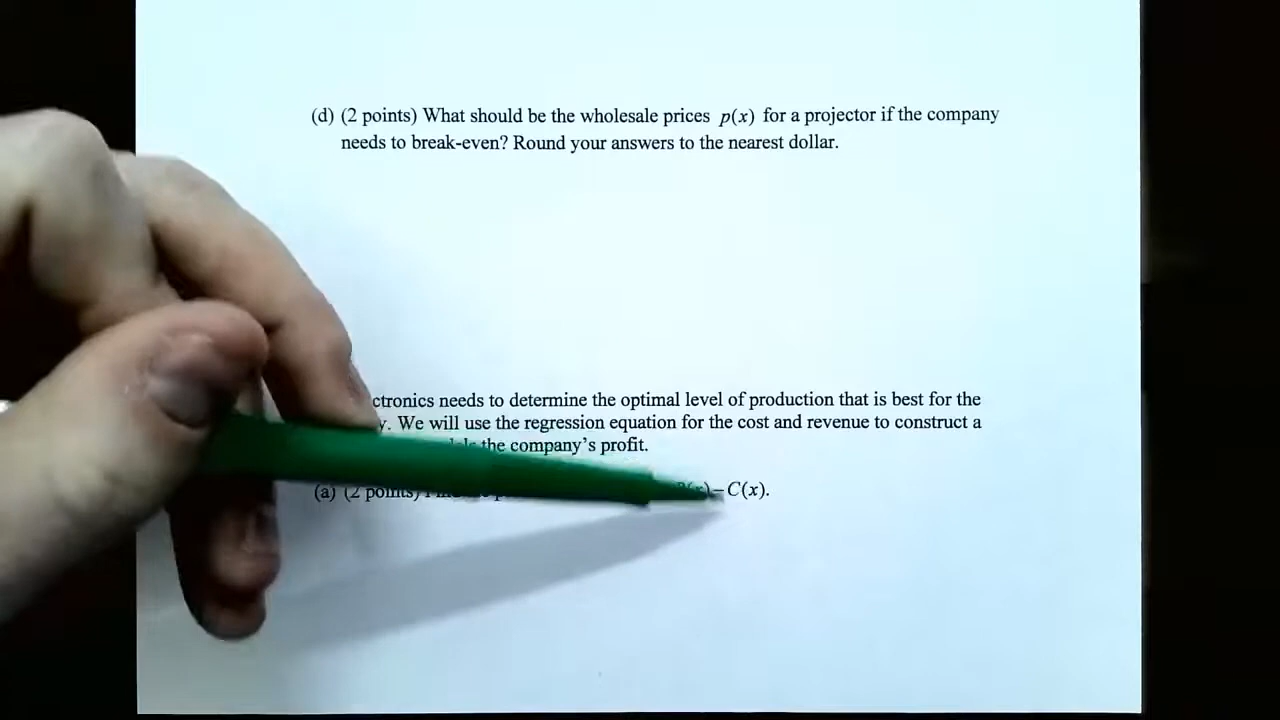 (d) (2 points) What should be the wholesale prices p(x) for a projector if the company
needs to break-even? Round your answers to the nearest dollar.
ctronics needs to determine the optimal level of production that is best for the
y. We will use the regression equation for the cost and revenue to construct a
the company’s profit.
(a) (2 points) –C(x).